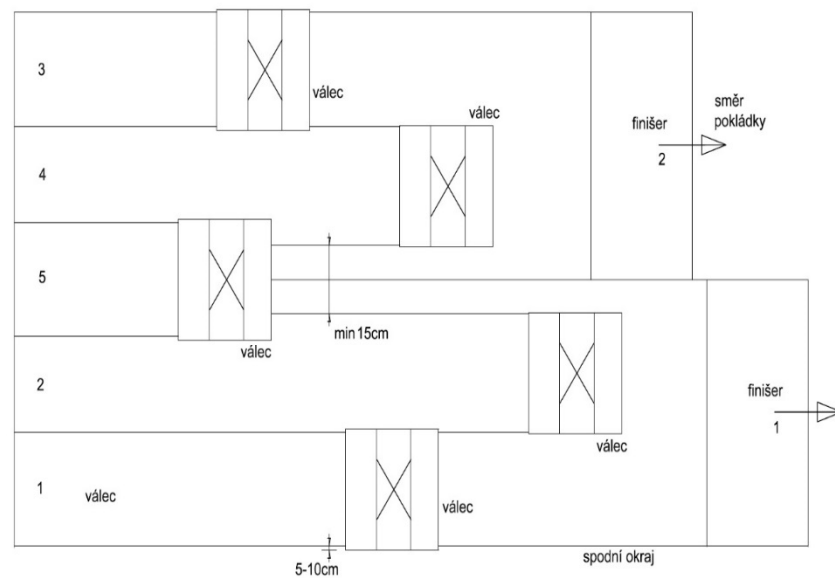 3
válec
směr
pokládky
finišer
2
válec
4
5
min 15cm
válec
2
finišer
1
válec
1
válec
válec
spodní okraj
5-10cm